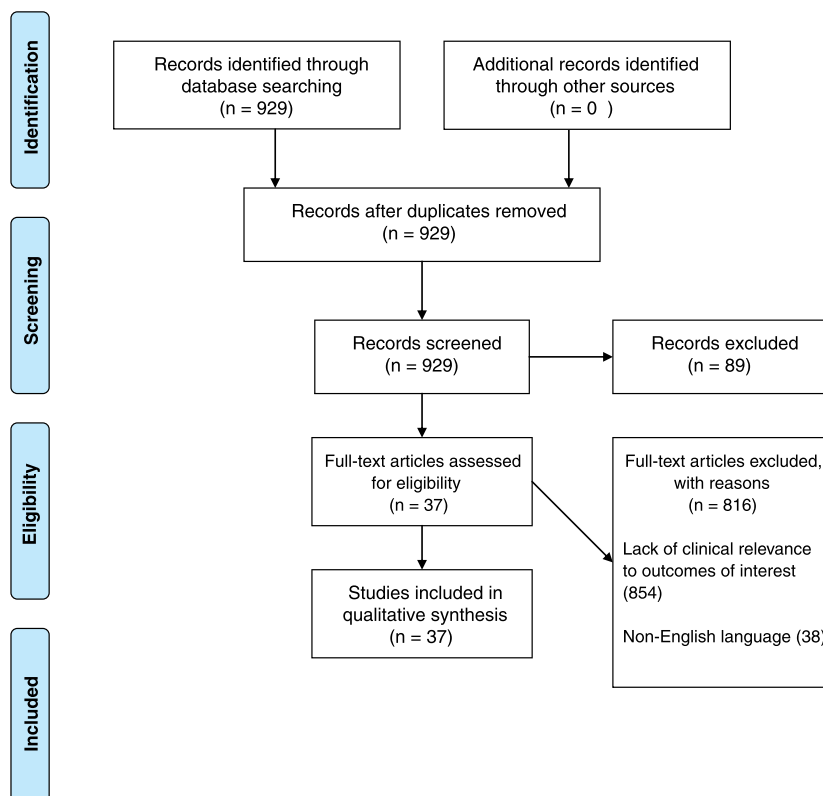 Identification
Records identified through
database searching
(n = 929)
Additional records identified
through other sources
(n = 0  )
Records after duplicates removed
(n = 929)
Screening
Records screened
(n = 929)
Records excluded
(n = 89)
Eligibility
Full-text articles assessed
for eligibility
(n = 37)
Full-text articles excluded,
with reasons
(n = 816)
Lack of clinical relevance
to outcomes of interest
(854)
Non-English language (38)
Studies included in
qualitative synthesis
(n = 37)
Included